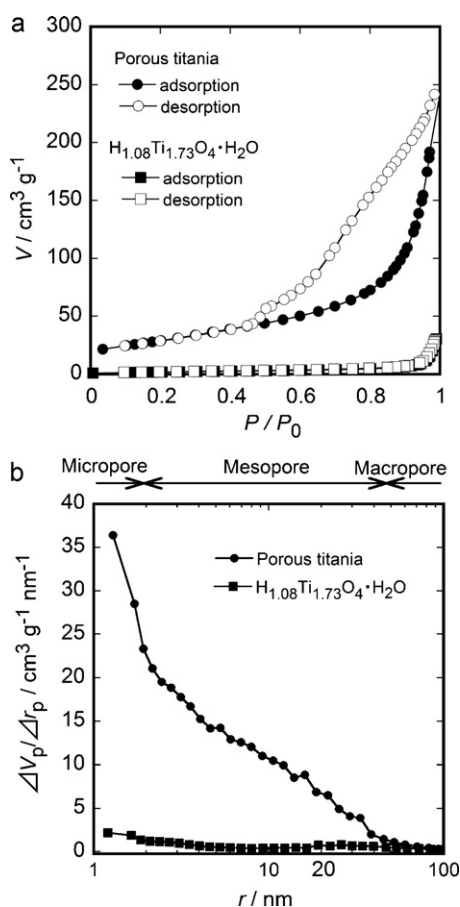 a
300
250
200
150
100
50
0
V / cm³ g⁻¹
Porous titania
adsorption
desorption
H₁.₀₈Ti₁.₇₃O₄•H₂O
adsorption
desorption
0 0.2 0.4 0.6 0.8 1
P / P₀
b
Micropore Mesopore Macropore
40
35
30
25
20
15
10
5
0
ΔVₚ/Δrₚ / cm³ g⁻¹ nm⁻¹
Porous titania
H₁.₀₈Ti₁.₇₃O₄•H₂O
1 2 10 20 100
r / nm